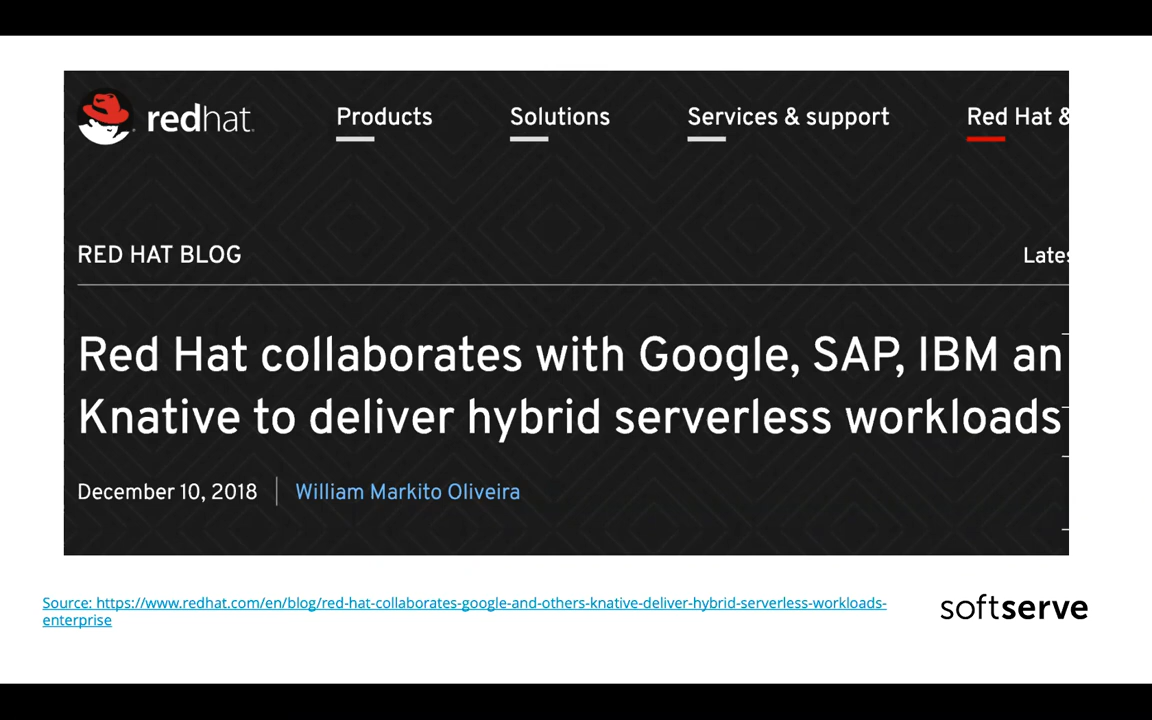 redhat.
Products
Solutions
Services & support
Red Hat &
RED HAT BLOG
Lates
Red Hat collaborates with Google, SAP, IBM an
Knative to deliver hybrid serverless workloads
December 10, 2018
William Markito Oliveira
Source: https://www.redhat.com/en/blog/red-hat-collaborates-google-and-others-knative-deliver-hybrid-serverless-workloads-
enterprise
softserve